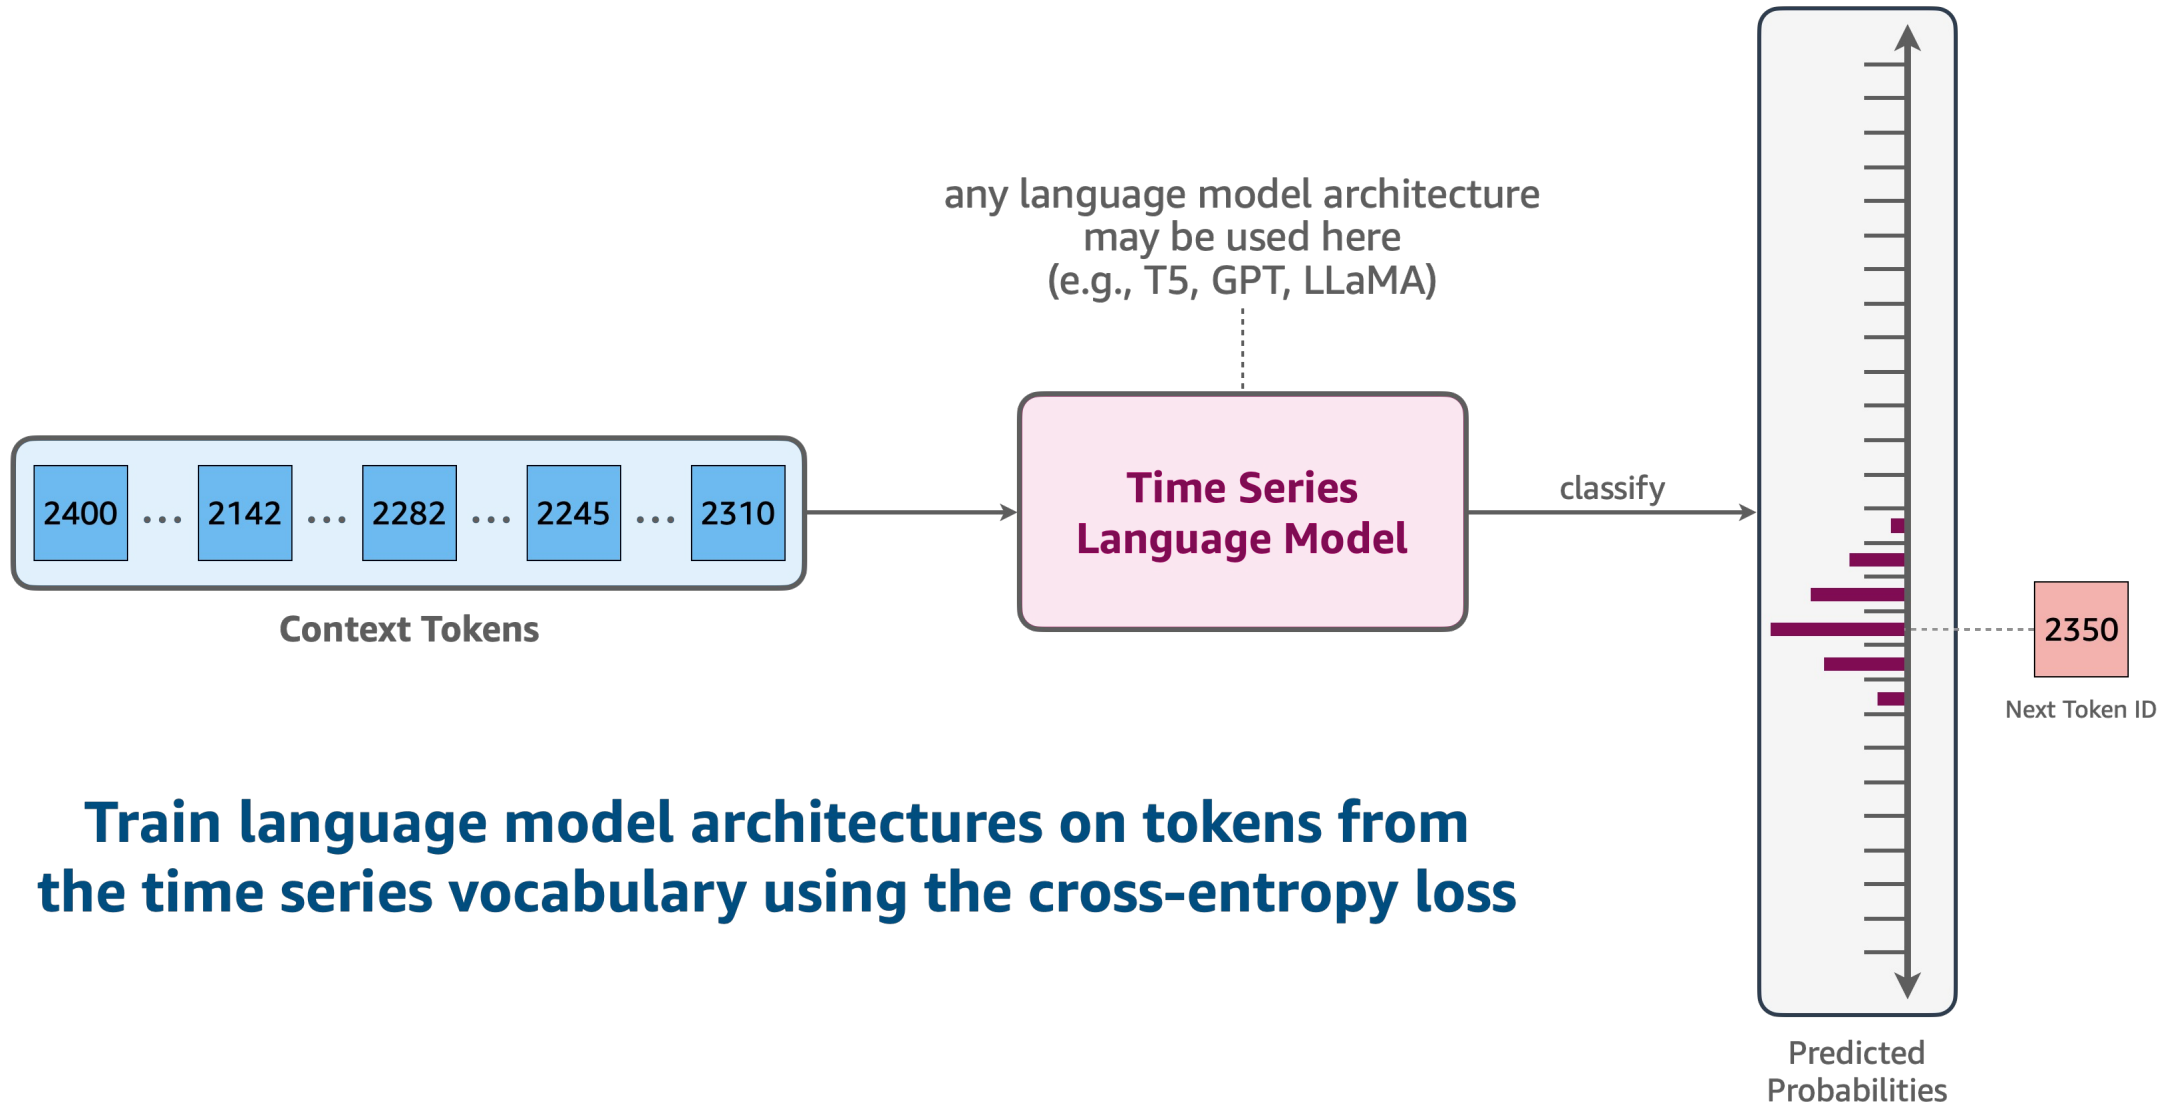 any language model architecture
may be used here
(e.g., T5, GPT, LLaMA)
2400 ... 2142 ... 2282 ... 2245 ... 2310
Context Tokens
Time Series
Language Model
classify
2350
Next Token ID
Train language model architectures on tokens from
the time series vocabulary using the cross-entropy loss
Predicted
Probabilities